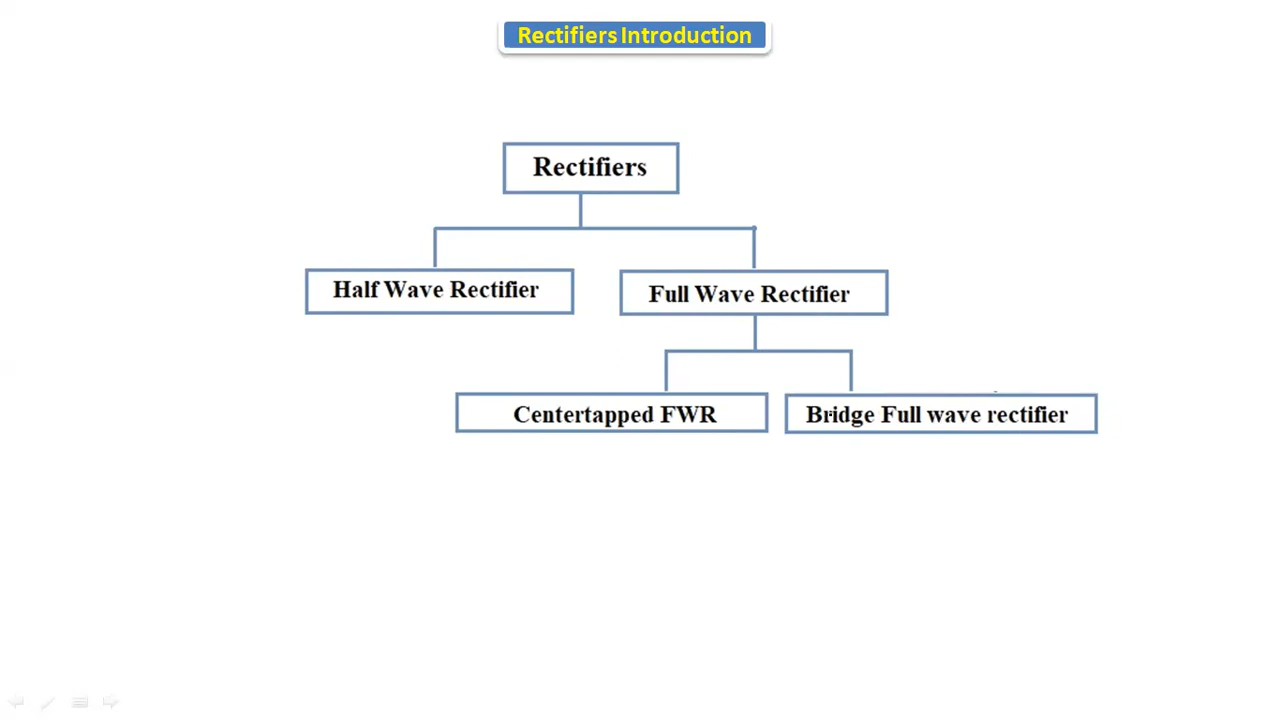 Rectifiers Introduction
Rectifiers
Half Wave Rectifier
Full Wave Rectifier
Centertapped FWR
Bridge Full wave rectifier